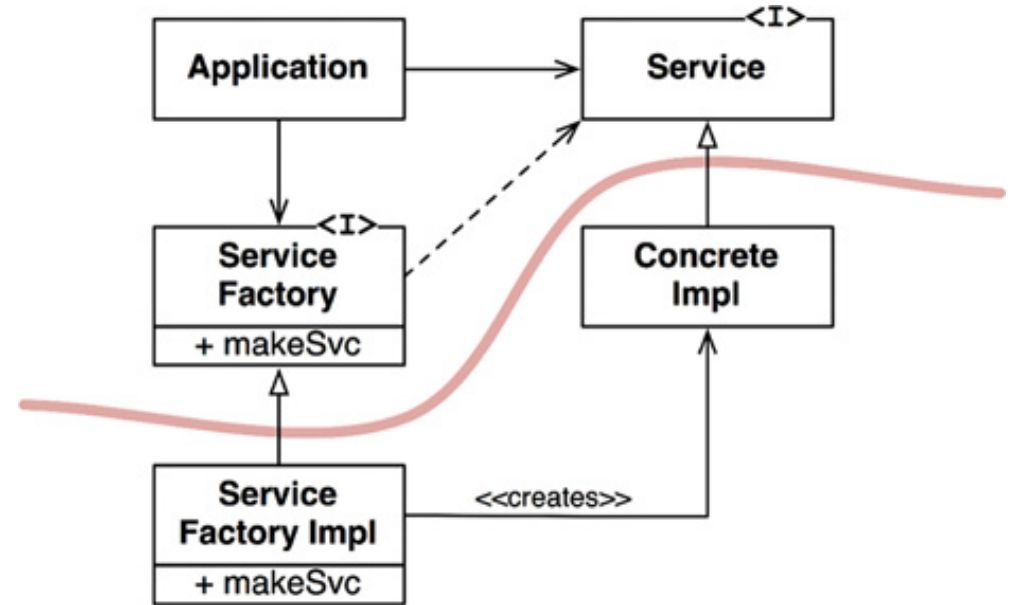 Application
<I>
Service
<I>
Service
Factory
+ makeSvc
Concrete
Impl
Service
Factory Impl
+ makeSvc
<<creates>>